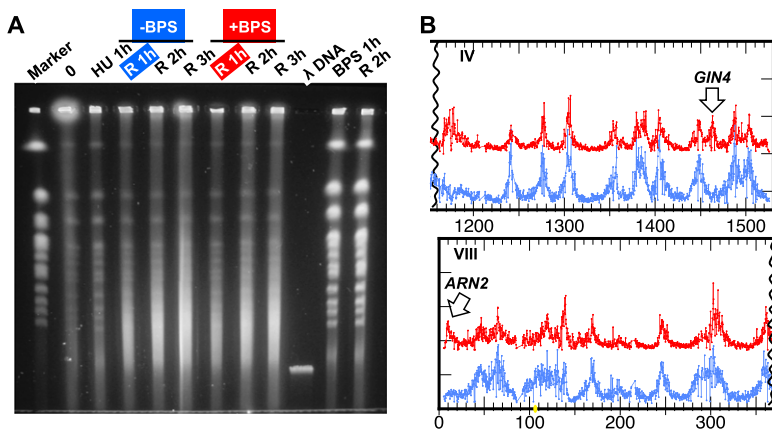 A
-BPS
+BPS
Marker
0
HU 1h
R 1h
R 2h
R 3h
R 1h
R 2h
R 3h
λ DNA
BPS 1h
R 2h
B
IV
GIN4
1200 1300 1400 1500
VIII
ARN2
0 100 200 300